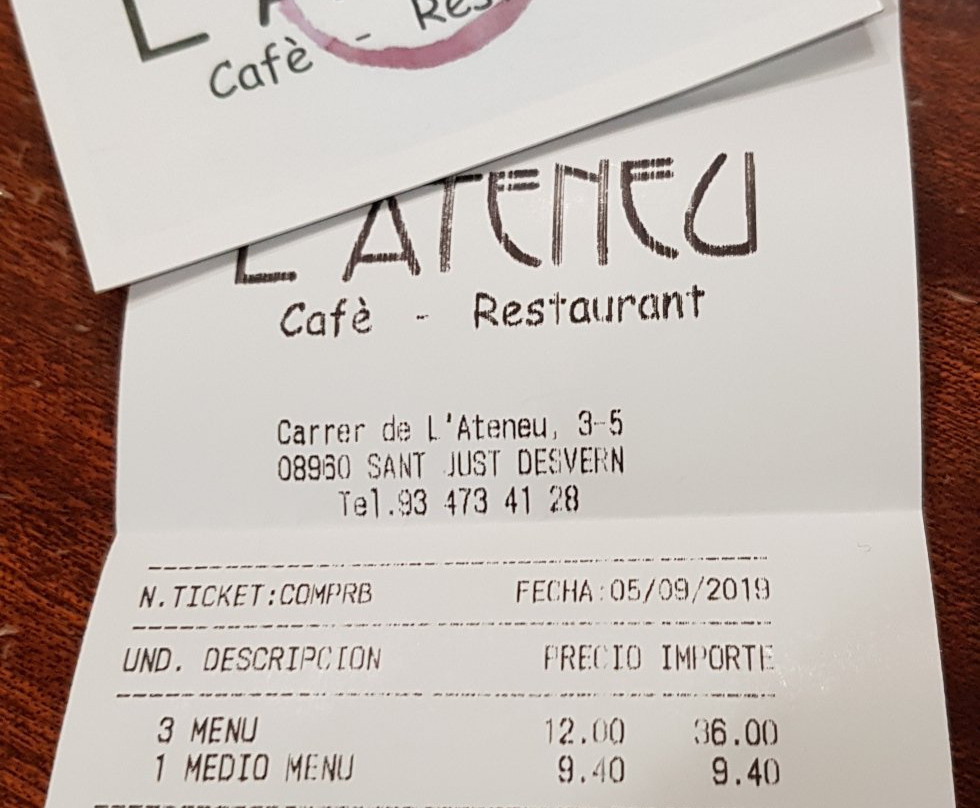 Cafè - Res
L'ATENEU
Cafè - Restaurant
Carrer de L'Ateneu, 3-5
08960 SANT JUST DESVERN
Tel.93 473 41 28
N.TICKET:COMPRB FECHA:05/09/2019
UND. DESCRIPCION PRECIO IMPORTE
3 MENU 12.00 36.00
1 MEDIO MENU 9.40 9.40